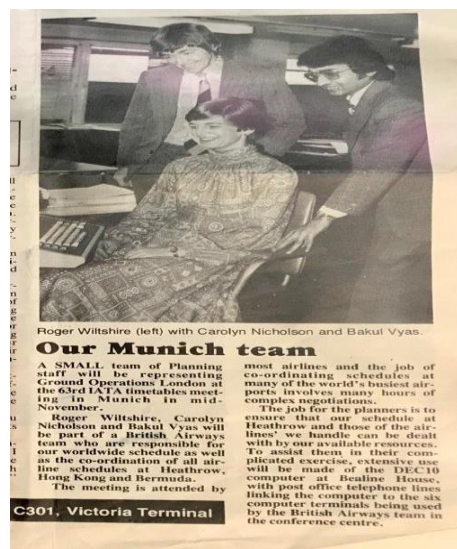 Roger Wiltshire (left) with Carolyn Nicholson and Bakul Vyas.
Our Munich team
A SMALL team of Planning
staff will be representing
Ground Operations London at
the 63rd IATA timetables meet-
ing in Munich in mid-
November.
Roger Wiltshire, Carolyn
Nicholson and Bakul Vyas will
be part of a British Airways
team who are responsible for
our worldwide schedule as well
as the co-ordination of all air-
line schedules at Heathrow,
Hong Kong and Bermuda.
The meeting is attended by
most airlines and the job of
co-ordinating schedules at
many of the world's busiest air-
ports involves many hours of
complex negotiations.
The job for the planners is to
ensure that our schedule at
Heathrow and those of the air-
lines' we handle can be dealt
with by our available resources.
To assist them in their com-
plicated exercise, extensive use
will be made of the DEC10
computer at Bealine House,
with post office telephone lines
linking the computer to the six
computer terminals being used
by the British Airways team in
the conference centre.
C301, Victoria Terminal